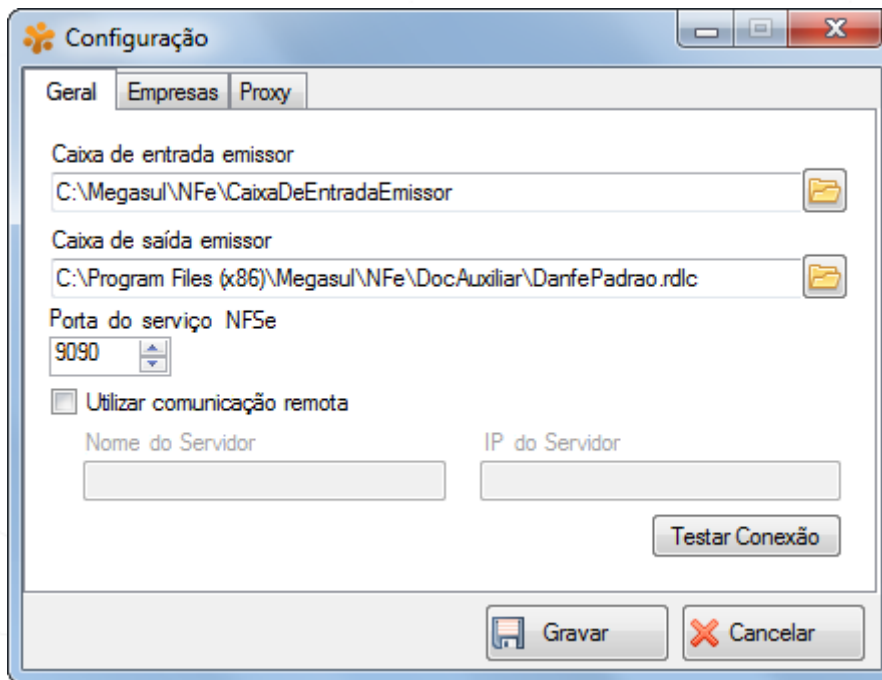 Configuração
Geral Empresas Proxy
Caixa de entrada emissor
C:\Megasul\NFe\CaixaDeEntradaEmissor
Caixa de saída emissor
C:\Program Files (x86)\Megasul\NFe\DocAuxiliar\DanfePadrao.rdlc
Porta do serviço NFSe
9090
Utilizar comunicação remota
Nome do Servidor IP do Servidor
Testar Conexão
Gravar Cancelar